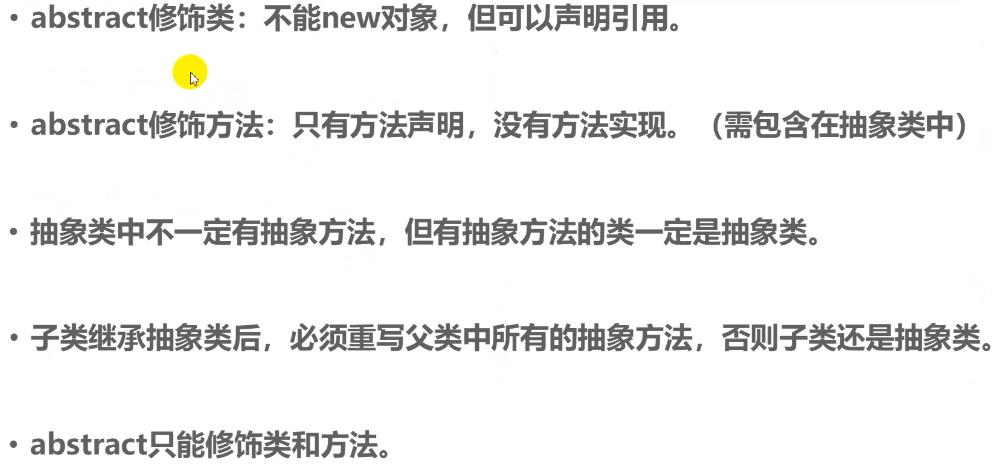 • abstract修饰类：不能new对象，但可以声明引用。
• abstract修饰方法：只有方法声明，没有方法实现。（需包含在抽象类中）
• 抽象类中不一定有抽象方法，但有抽象方法的类一定是抽象类。
• 子类继承抽象类后，必须重写父类中所有的抽象方法，否则子类还是抽象类。
• abstract只能修饰类和方法。